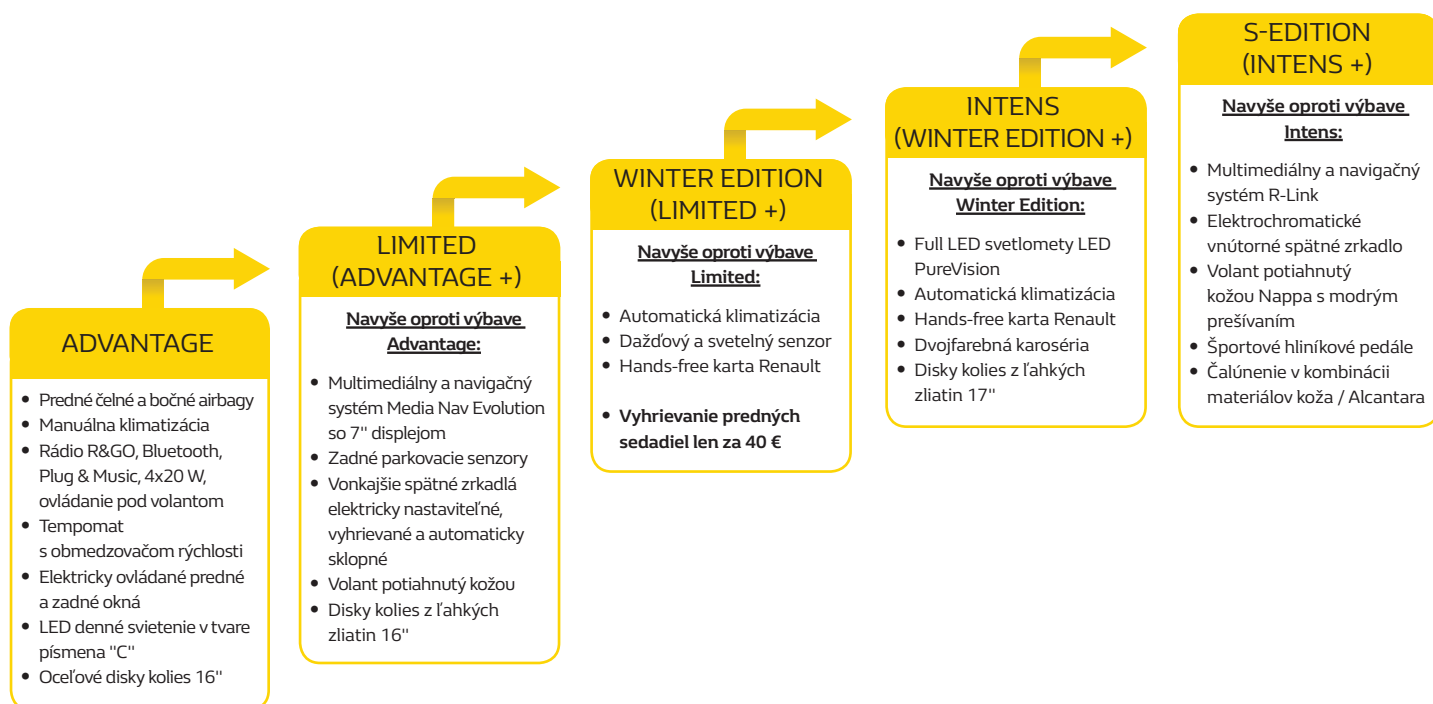 ADVANTAGE
• Predné čelné a bočné airbagy
• Manuálna klimatizácia
• Rádio R&GO, Bluetooth,
Plug & Music, 4x20 W,
ovládanie pod volantom
• Tempomat
s obmedzovačom rýchlosti
• Elektricky ovládané predné
a zadné okná
• LED denné svietenie v tvare
písmena "C"
• Oceľové disky kolies 16"
LIMITED
(ADVANTAGE +)
Navyše oproti výbave
Advantage:
• Multimediálny a navigačný
systém Media Nav Evolution
so 7" displejom
• Zadné parkovacie senzory
• Vonkajšie spätné zrkadlá
elektricky nastaviteľné,
vyhrievané a automaticky
sklopné
• Volant potiahnutý kožou
• Disky kolies z ľahkých
zliatin 16"
WINTER EDITION
(LIMITED +)
Navyše oproti výbave
Limited:
• Automatická klimatizácia
• Dažďový a svetelný senzor
• Hands-free karta Renault
• Vyhrievanie predných
sedadiel len za 40 €
INTENS
(WINTER EDITION +)
Navyše oproti výbave
Winter Edition:
• Full LED svetlomety LED
PureVision
• Automatická klimatizácia
• Hands-free karta Renault
• Dvojfarebná karoséria
• Disky kolies z ľahkých
zliatin 17"
S-EDITION
(INTENS +)
Navyše oproti výbave
Intens:
• Multimediálny a navigačný
systém R-Link
• Elektrochromatické
vnútorné spätné zrkadlo
• Volant potiahnutý
kožou Nappa s modrým
prešívaním
• Športové hliníkové pedále
• Čalúnenie v kombinácii
materiálov koža / Alcantara